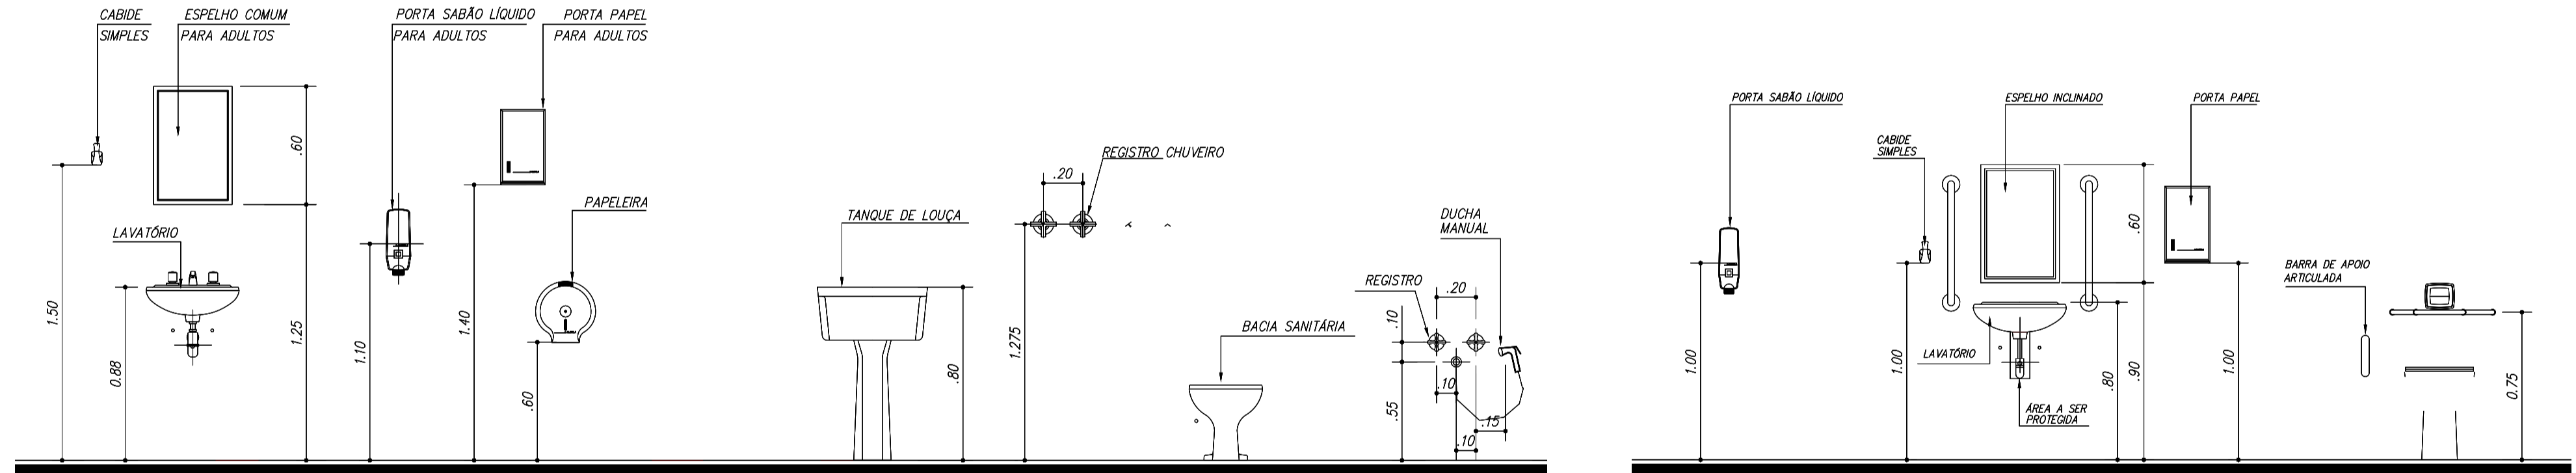 CABIDE
SIMPLES
ESPELHO COMUM
PARA ADULTOS
PORTA SABÃO LÍQUIDO
PARA ADULTOS
PORTA PAPEL
PARA ADULTOS
.60
REGISTRO CHUVEIRO
.20
PAPELEIRA
TANQUE DE LOUÇA
LAVATÓRIO
DUCHA
MANUAL
REGISTRO
.20
.10
1.50
0.88
1.25
1.10
1.40
.60
.80
1.275
BACIA SANITÁRIA
.10
.55
.15
.10
PORTA SABÃO LÍQUIDO
ESPELHO INCLINADO
PORTA PAPEL
CABIDE
SIMPLES
.60
BARRA DE APOIO
ARTICULADA
LAVATÓRIO
1.00
1.00
.80
.90
1.00
0.75
ÁREA A SER
PROTEGIDA